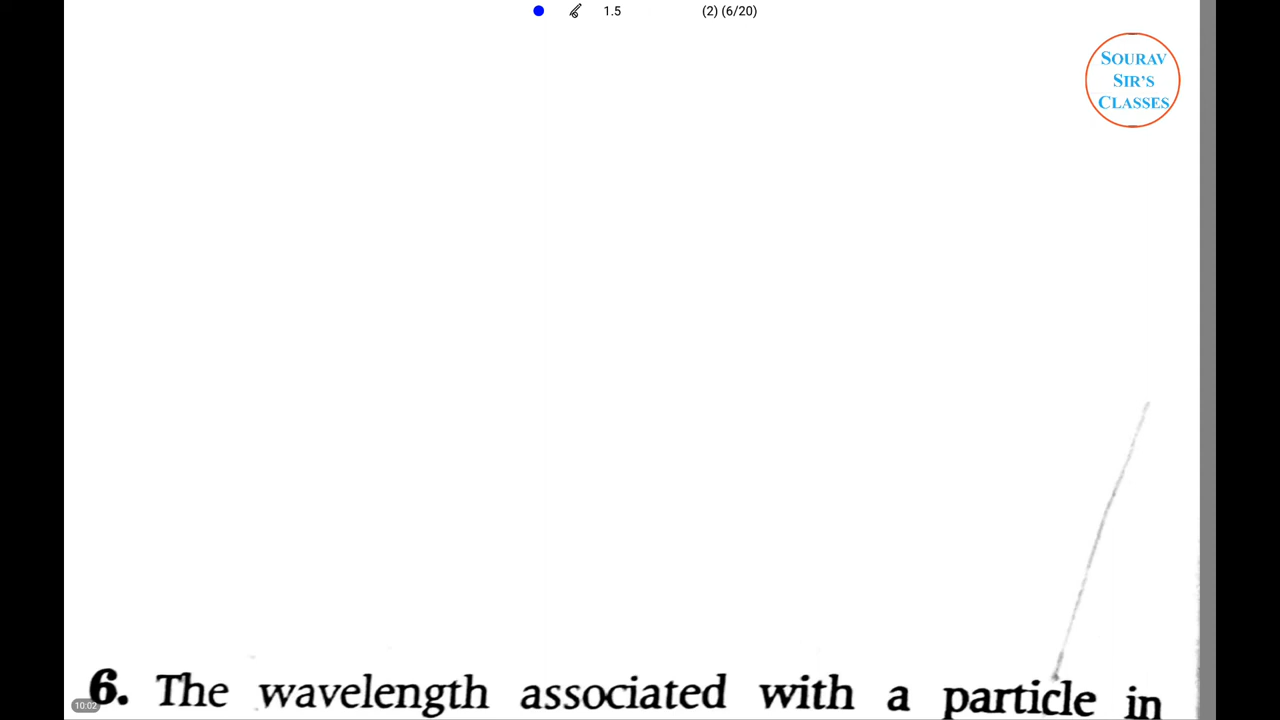 1.5 (2) (6/20)
SOURAV
SIR'S
CLASSES
6. The wavelength associated with a particle in
10:02